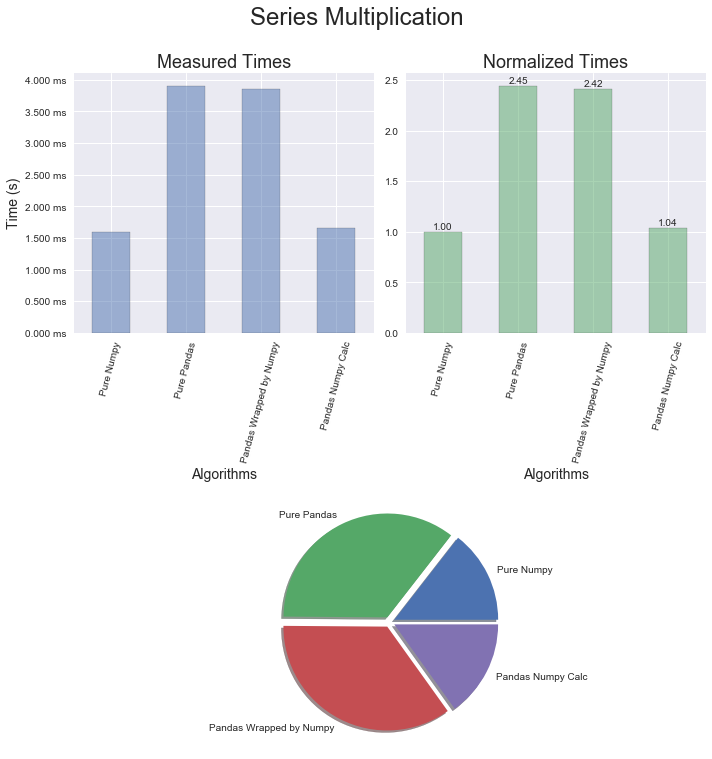 Series Multiplication
Measured Times
Time (s)
4.000 ms
3.500 ms
3.000 ms
2.500 ms
2.000 ms
1.500 ms
1.000 ms
0.500 ms
0.000 ms
Pure Numpy
Pure Pandas
Pandas Wrapped by Numpy
Pandas Numpy Calc
Algorithms
Normalized Times
2.5
2.0
1.5
1.0
0.5
0.0
1.00
2.45
2.42
1.04
Pure Numpy
Pure Pandas
Pandas Wrapped by Numpy
Pandas Numpy Calc
Algorithms
Pure Pandas
Pure Numpy
Pandas Numpy Calc
Pandas Wrapped by Numpy